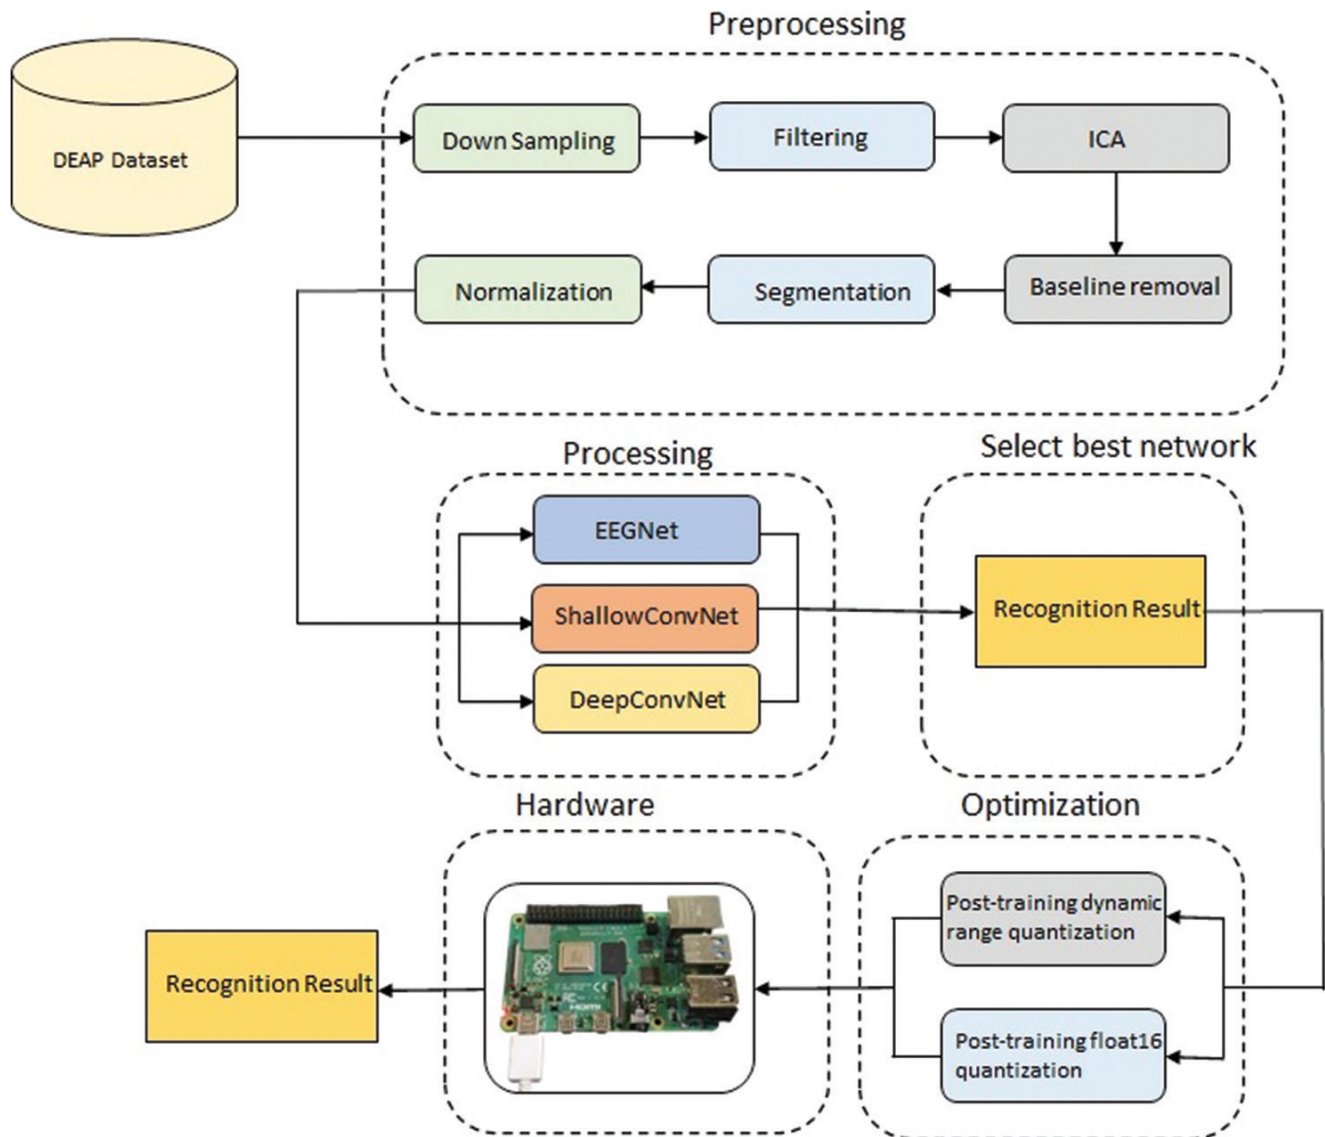 Preprocessing
DEAP Dataset
Down Sampling
Filtering
ICA
Normalization
Segmentation
Baseline removal
Processing
Select best network
EEGNet
ShallowConvNet
DeepConvNet
Recognition Result
Hardware
Optimization
Post-training dynamic
range quantization
Post-training float16
quantization
Recognition Result